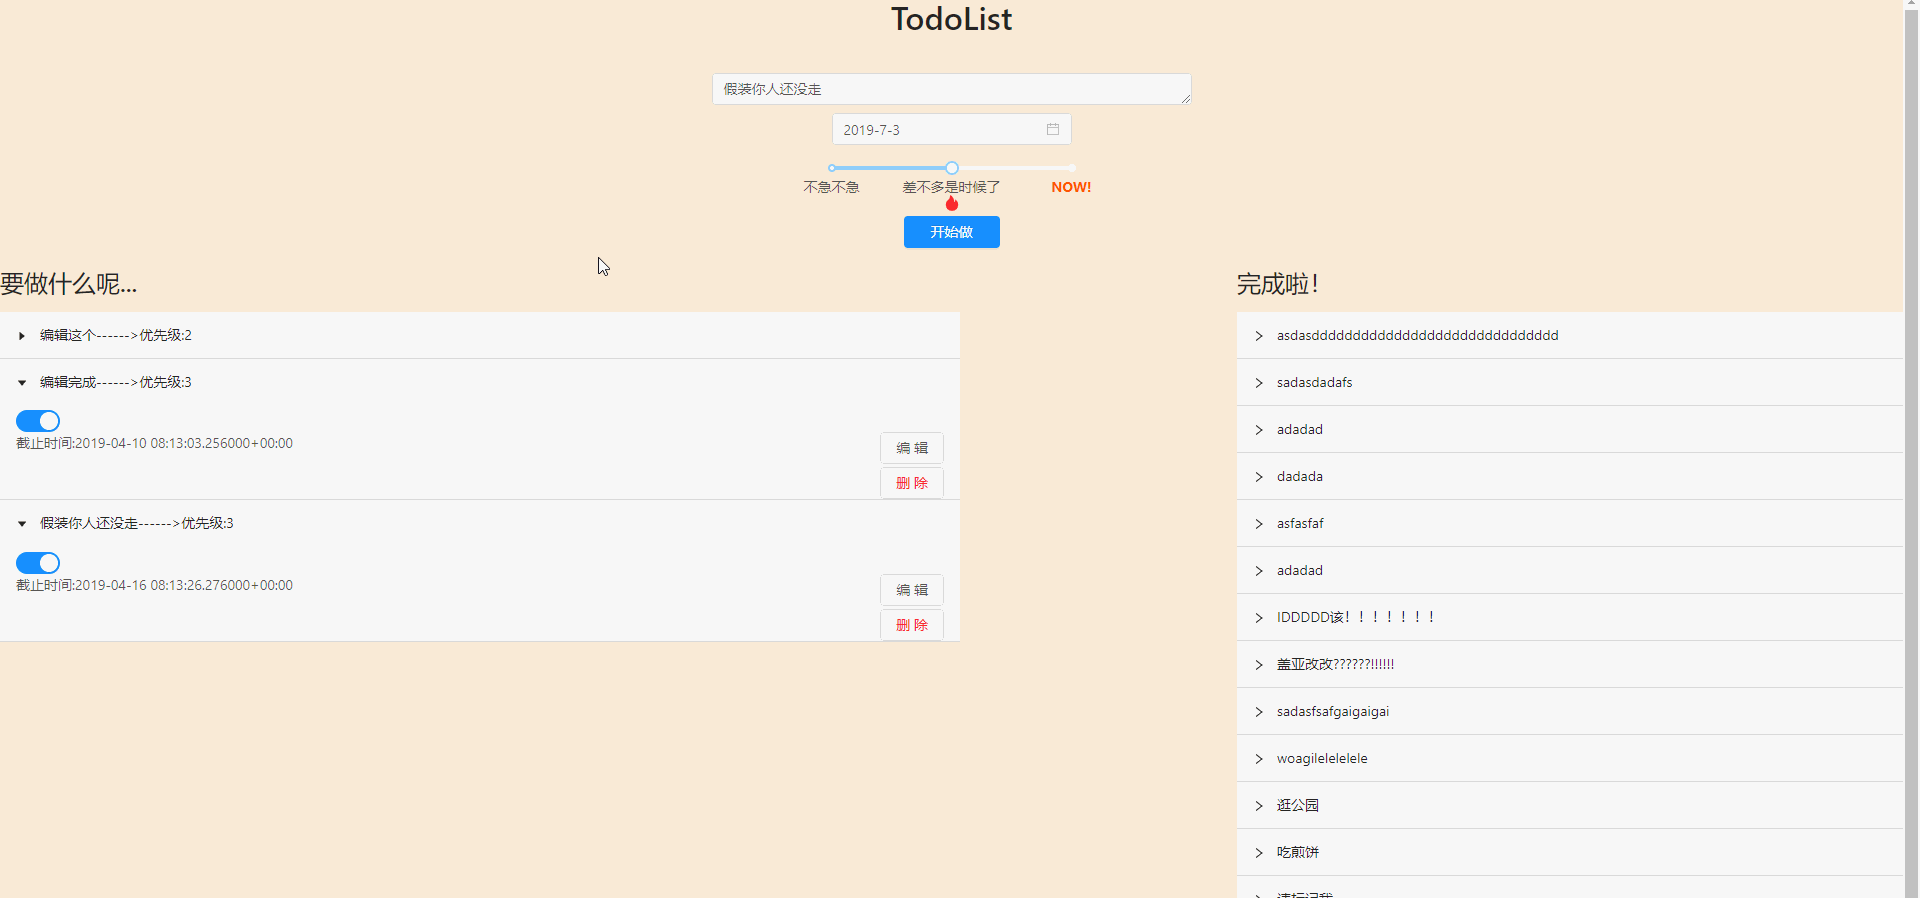 TodoList
假装你人还没走
2019-7-3
不急不急
差不多是时候了
NOW!
开始做
要做什么呢...
编辑这个------>优先级:2
编辑完成------>优先级:3
截止时间:2019-04-10 08:13:03.256000+00:00
编 辑
删 除
假装你人还没走------>优先级:3
截止时间:2019-04-16 08:13:26.276000+00:00
编 辑
删 除
完成啦！
asdasdddddddddddddddddddddddddddddd
sadasdadafs
adadad
dadada
asfasfaf
adadad
IDDDDD该！！！！！！！
盖亚改改??????!!!!!!
sadasfsafgaigaigai
woagilelelelele
逛公园
吃煎饼